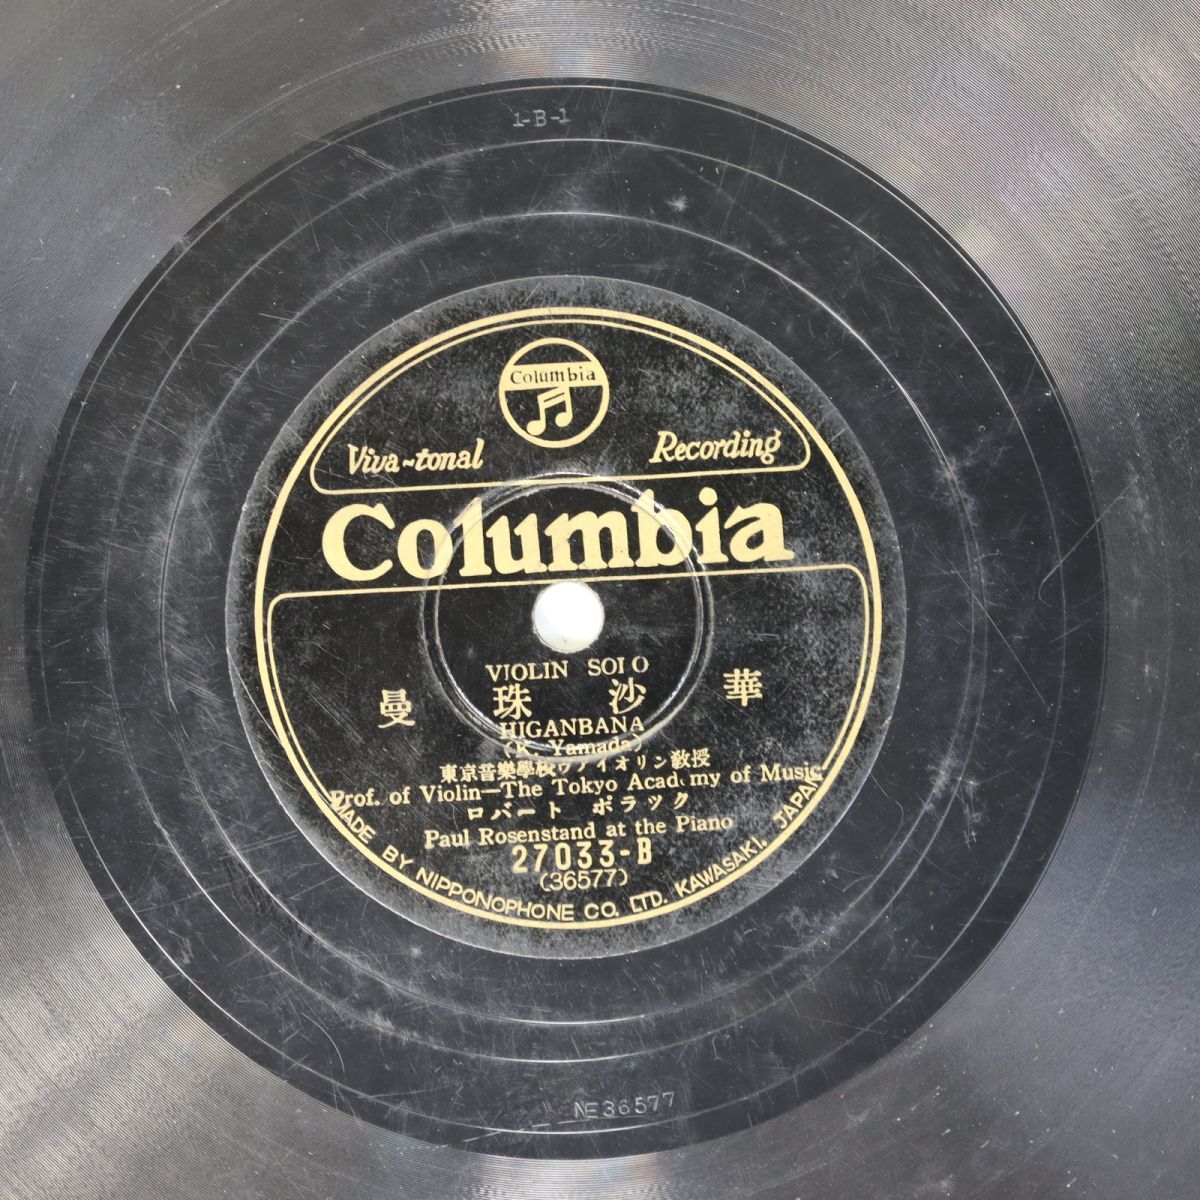 1-B-1
Columbia
Viva-tonal Recording
Columbia
VIOLIN SOLO
曼珠沙華
HIGANBANA
(K. Yamada)
東京音樂學校ヴァイオリン教授
Prof. of Violin—The Tokyo Academy of Music
ロバート ポラック
Paul Rosenstand at the Piano
27033-B
(36577)
MADE BY NIPPONOPHONE CO. LTD. KAWASAKI, JAPAN
NE36577